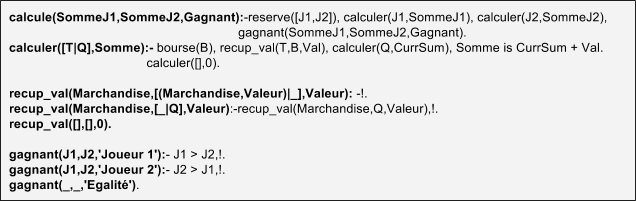 calcule(SommeJ1,SommeJ2,Gagnant):-reserve([J1,J2]), calculer(J1,SommeJ1), calculer(J2,SommeJ2),
gagnant(SommeJ1,SommeJ2,Gagnant).
calculer([T|Q],Somme):- bourse(B), recup_val(T,B,Val), calculer(Q,CurrSum), Somme is CurrSum + Val.
calculer([],0).
recup_val(Marchandise,[(Marchandise,Valeur)|_],Valeur): -!.
recup_val(Marchandise,[_|Q],Valeur):-recup_val(Marchandise,Q,Valeur),!.
recup_val([],[],0).
gagnant(J1,J2,'Joueur 1'):- J1 > J2,!.
gagnant(J1,J2,'Joueur 2'):- J2 > J1,!.
gagnant(_,_,'Egalité').